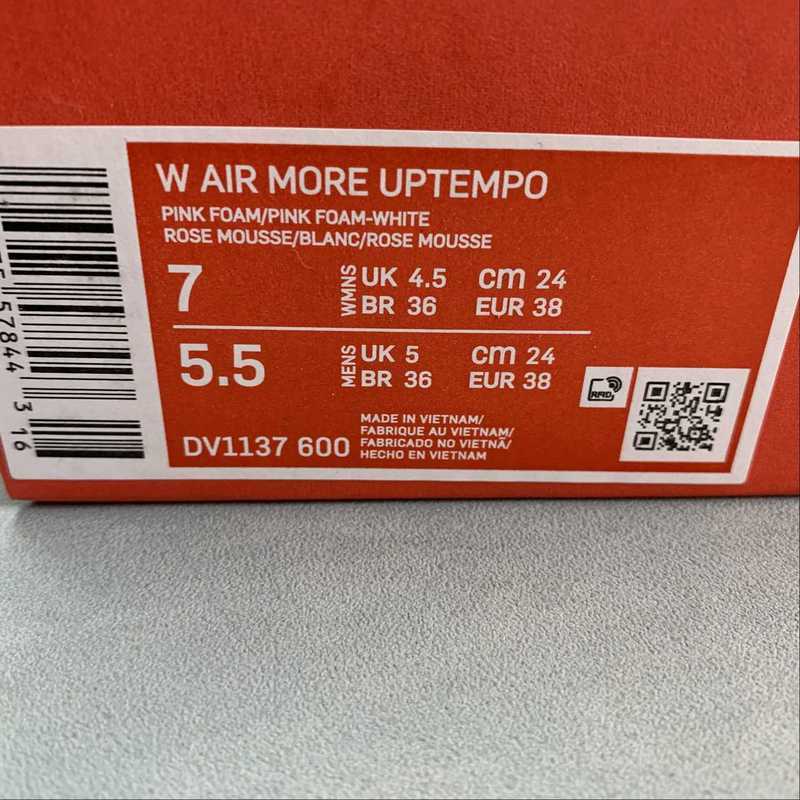 W AIR MORE UPTEMPO
PINK FOAM/PINK FOAM-WHITE
ROSE MOUSSE/BLANC/ROSE MOUSSE
7 WMNS UK 4.5 cm 24
BR 36 EUR 38
5.5 MENS UK 5 cm 24
BR 36 EUR 38
RFID
DV1137 600
MADE IN VIETNAM/
FABRIQUE AU VIETNAM/
FABRICADO NO VIETNÃ/
HECHO EN VIETNAM
57844 316